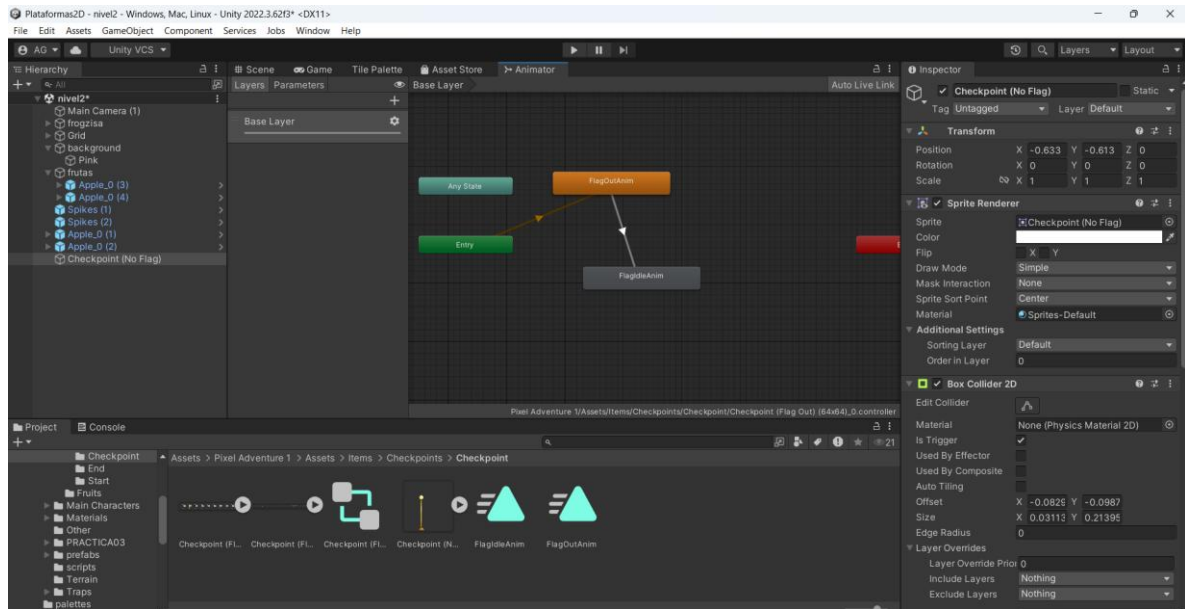 Plataformas2D - nivel2 - Windows, Mac, Linux - Unity 2022.3.62f3* <DX11>
File Edit Assets GameObject Component Services Jobs Window Help
AG Unity VCS Layers Layout
Hierarchy
All
nivel2*
Main Camera (1)
frogzisa
Grid
background
Pink
frutas
Apple_0 (3)
Apple_0 (4)
Spikes (1)
Spikes (2)
Apple_0 (1)
Apple_0 (2)
Checkpoint (No Flag)
Scene Game Tile Palette Asset Store Animator
Layers Parameters Base Layer Auto Live Link
Base Layer
Any State
FlagOutAnim
Entry
FlagIdleAnim
Pixel Adventure 1/Assets/Items/Checkpoints/Checkpoint/Checkpoint (Flag Out) (64x64)_0.controller
Inspector
Checkpoint (No Flag) Static
Tag Untagged Layer Default
Transform
Position X -0.633 Y -0.613 Z 0
Rotation X 0 Y 0 Z 0
Scale X 1 Y 1 Z 1
Sprite Renderer
Sprite Checkpoint (No Flag)
Color
Flip X Y
Draw Mode Simple
Mask Interaction None
Sprite Sort Point Center
Material Sprites-Default
Additional Settings
Sorting Layer Default
Order in Layer 0
Box Collider 2D
Edit Collider
Material None (Physics Material 2D)
Is Trigger
Used By Effector
Used By Composite
Auto Tiling
Offset X -0.0829 Y -0.0987
Size X 0.03113 Y 0.21395
Edge Radius 0
Layer Overrides
Layer Override Prior 0
Include Layers Nothing
Exclude Layers Nothing
Project Console
21
Checkpoint
End
Start
Fruits
Main Characters
Materials
Other
PRACTICA03
prefabs
scripts
Terrain
Traps
palettes
Assets > Pixel Adventure 1 > Assets > Items > Checkpoints > Checkpoint
Checkpoint (Fl... Checkpoint (Fl... Checkpoint (Fl... Checkpoint (N... FlagIdleAnim FlagOutAnim